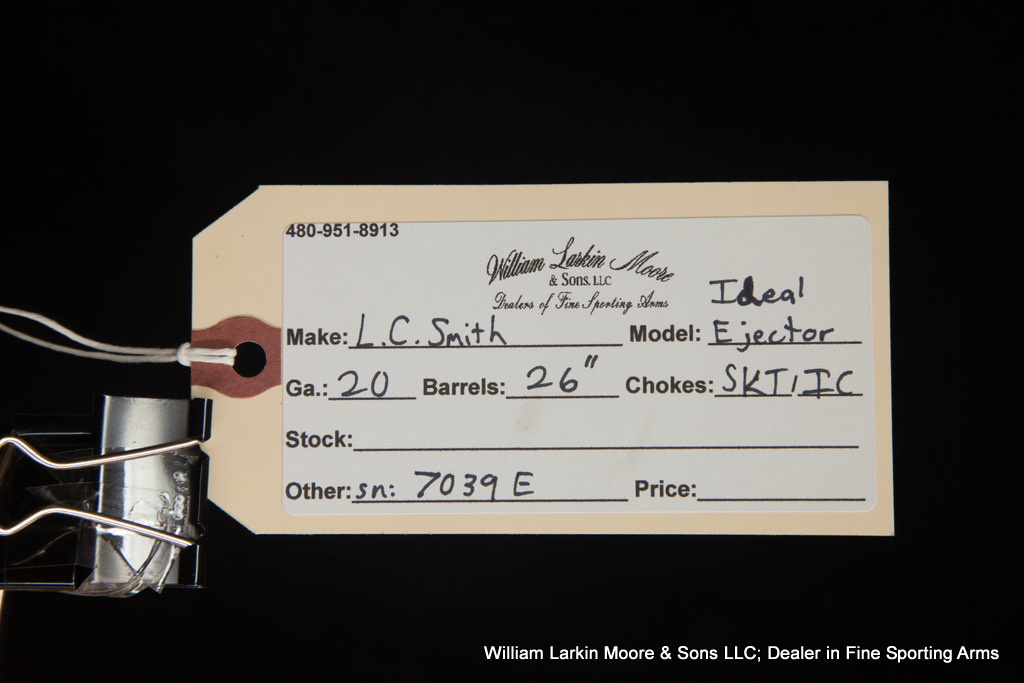 480-951-8913
William Larkin Moore
& Sons, LLC
Dealers of Fine Sporting Arms
Ideal
Make: L.C. Smith Model: Ejector
Ga.: 20 Barrels: 26" Chokes: SKT/IC
Stock:
Other: sn: 7039 E Price:
William Larkin Moore & Sons LLC; Dealer in Fine Sporting Arms